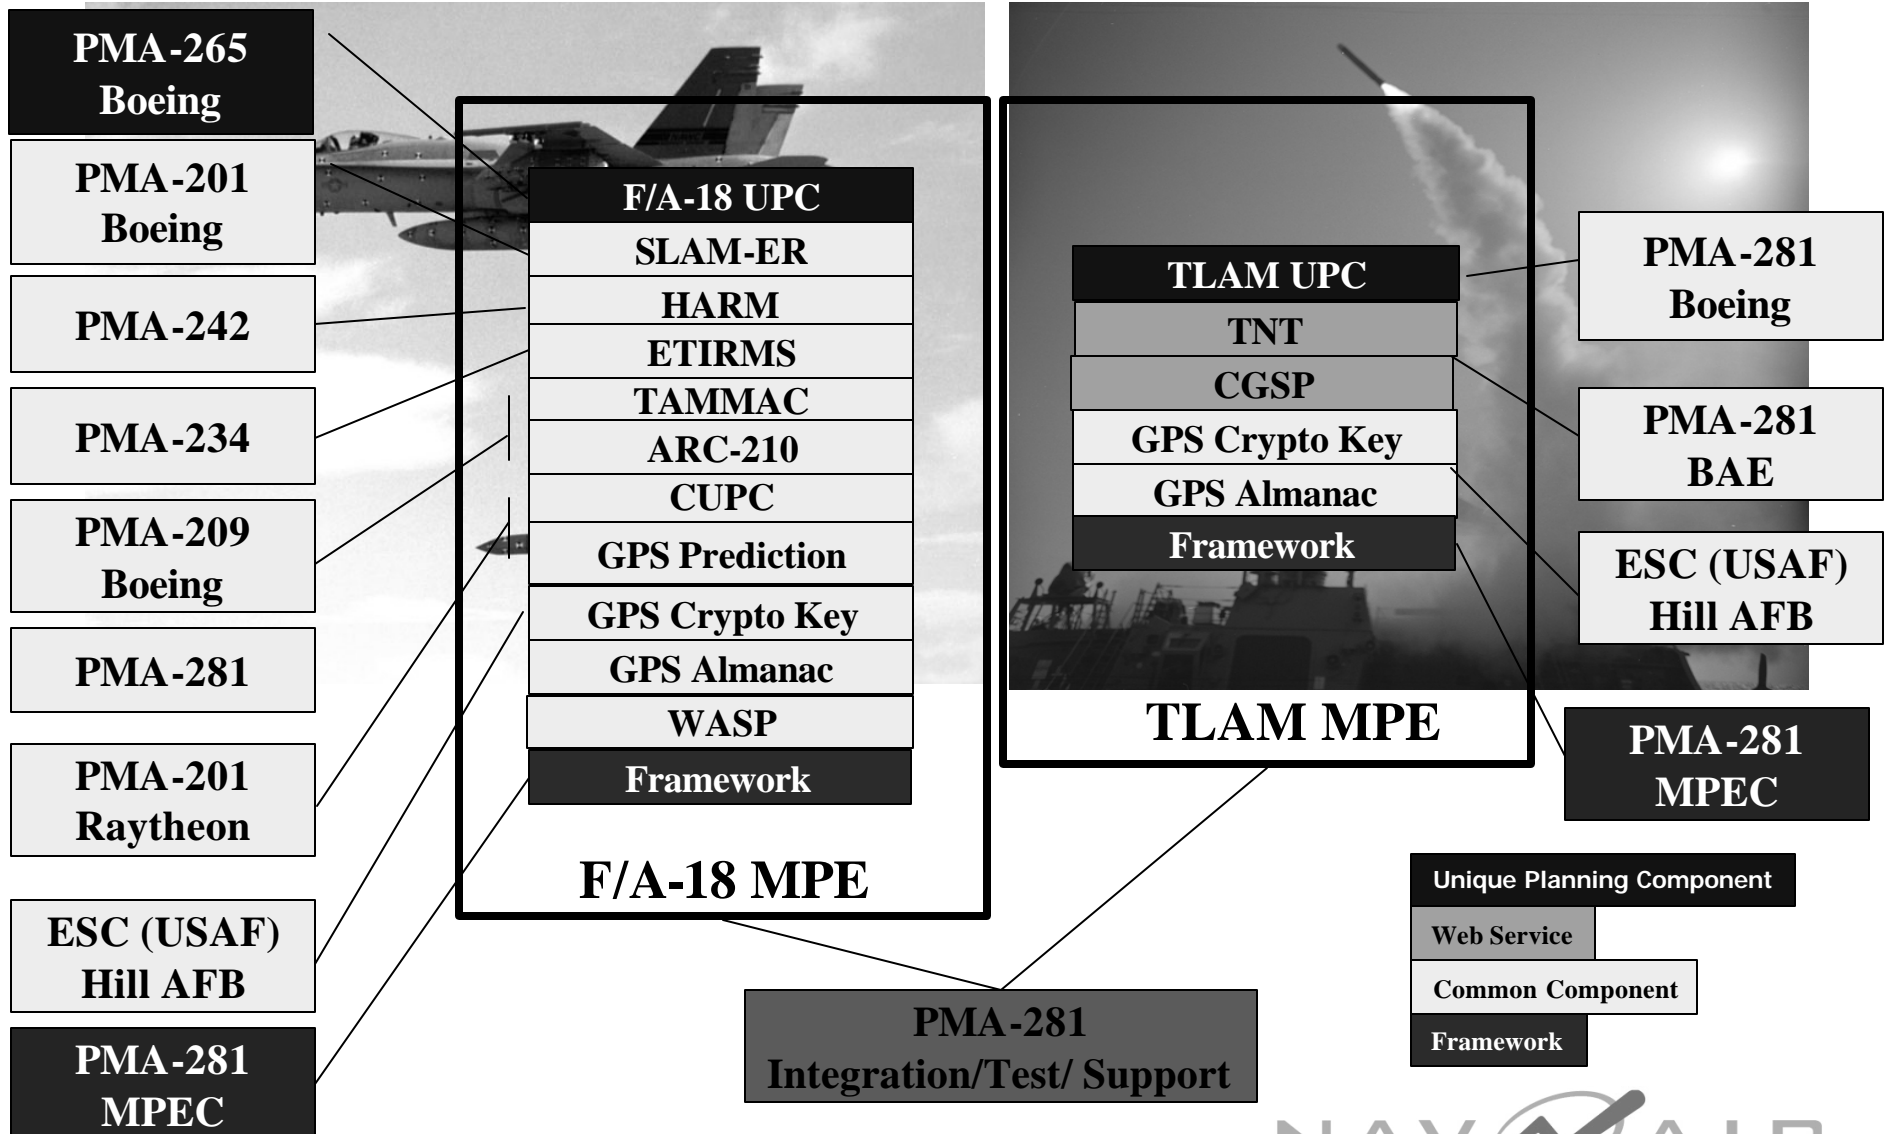 PMA-265
Boeing
PMA-201
Boeing
PMA-242
PMA-234
PMA-209
Boeing
PMA-281
PMA-201
Raytheon
ESC (USAF)
Hill AFB
PMA-281
MPEC
F/A-18 UPC
SLAM-ER
HARM
ETIRMS
TAMMAC
ARC-210
CUPC
GPS Prediction
GPS Crypto Key
GPS Almanac
WASP
Framework
F/A-18 MPE
TLAM UPC
TNT
CGSP
GPS Crypto Key
GPS Almanac
Framework
TLAM MPE
PMA-281
Boeing
PMA-281
BAE
ESC (USAF)
Hill AFB
PMA-281
MPEC
PMA-281
Integration/Test/ Support
Unique Planning Component
Web Service
Common Component
Framework
NAVAIR